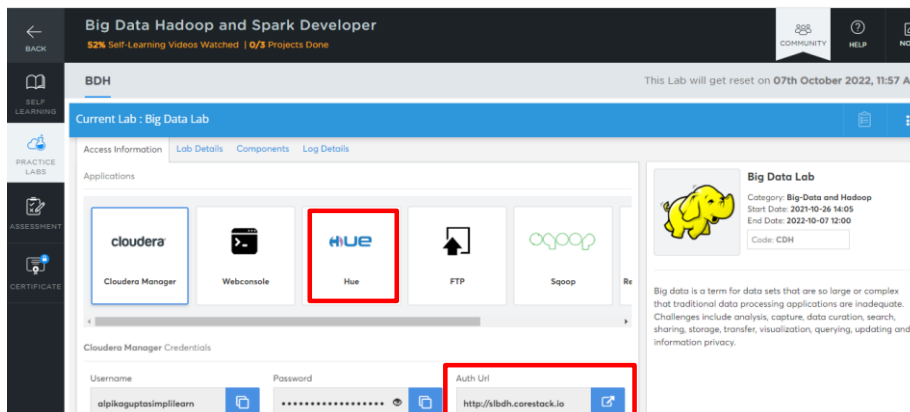 Big Data Hadoop and Spark Developer
52% Self-Learning Videos Watched | 0/3 Projects Done
BACK
COMMUNITY
HELP
BDH
This Lab will get reset on 07th October 2022, 11:57
SELF
LEARNING
PRACTICE
LABS
ASSESSMENT
CERTIFICATE
Current Lab : Big Data Lab
Access Information Lab Details Components Log Details
Applications
cloudera
Cloudera Manager
Webconsole
HUE
Hue
FTP
sqoop
Sqoop
Cloudera Manager Credentials
Username
alpikaguptasimplilearn
Password
Auth Url
http://slbdh.corestack.io
Big Data Lab
Category: Big-Data and Hadoop
Start Date: 2021-10-26 14:05
End Date: 2022-10-07 12:00
Code: CDH
Big data is a term for data sets that are so large or complex
that traditional data processing applications are inadequate.
Challenges include analysis, capture, data curation, search,
sharing, storage, transfer, visualization, querying, updating and
information privacy.